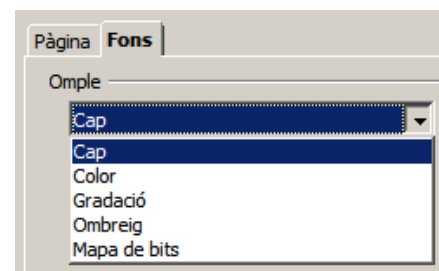 Pàgina Fons
Omple
Cap
Cap
Color
Gradació
Ombreig
Mapa de bits